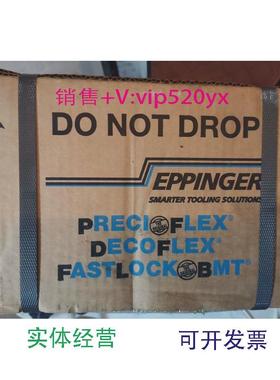 销售+V:vip520yx
DO NOT DROP
EPPINGER
SMARTER TOOLING SOLUTIONS
PRECIFLEX®
DECOFLEX®
FASTLOCK BMT®
实体经营 可开发票